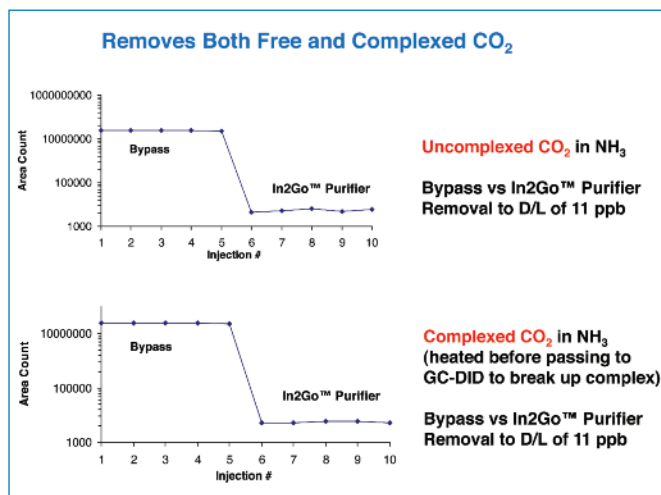 Removes Both Free and Complexed CO₂
1000000000
10000000
100000
1000
Area Count
Bypass
In2Go™ Purifier
1 2 3 4 5 6 7 8 9 10
Injection #
Uncomplexed CO₂ in NH₃
Bypass vs In2Go™ Purifier
Removal to D/L of 11 ppb
10000000
100000
1000
Area Count
Bypass
In2Go™ Purifier
1 2 3 4 5 6 7 8 9 10
Injection #
Complexed CO₂ in NH₃
(heated before passing to
GC-DID to break up complex)
Bypass vs In2Go™ Purifier
Removal to D/L of 11 ppb